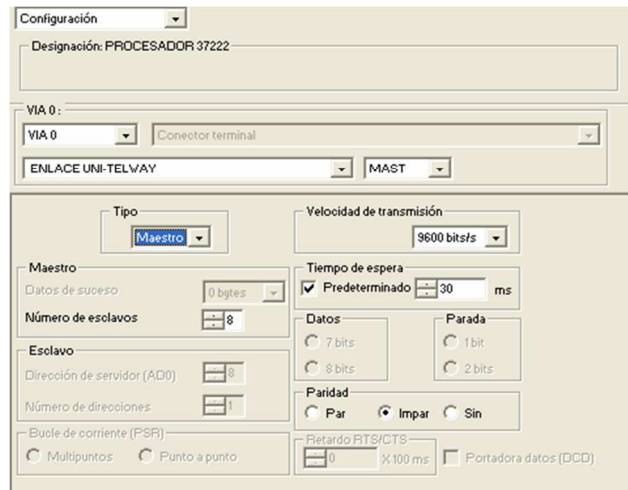 Configuración
Designación: PROCESADOR 37222
VIA 0 :
VIA 0 Conector terminal
ENLACE UNI-TELWAY MAST
Tipo
Maestro
Velocidad de transmisión
9600 bits/s
Maestro
Datos de suceso 0 bytes
Número de esclavos 8
Tiempo de espera
Predeterminado 30 ms
Esclavo
Dirección de servidor (AD0) 8
Número de direcciones 1
Datos
7 bits
8 bits
Parada
1 bit
2 bits
Paridad
Par Impar Sin
Bucle de corriente (PSR)
Multipuntos Punto a punto
Retardo RTS/CTS
0 X 100 ms Portadora datos (DCD)